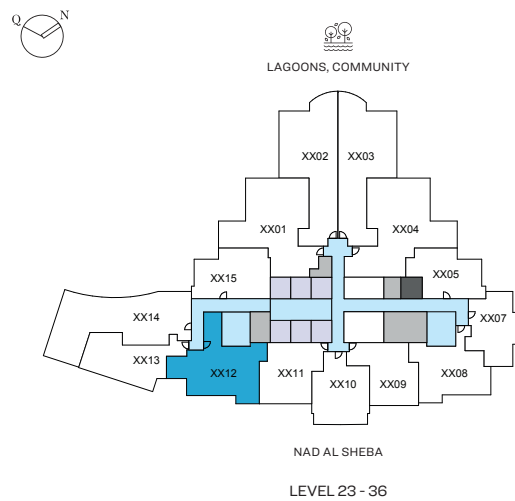 Q N
LAGOONS, COMMUNITY
XX02 XX03
XX01 XX04
XX15 XX05
XX14 XX07
XX13 XX12 XX11 XX10 XX09 XX08
NAD AL SHEBA
LEVEL 23 - 36